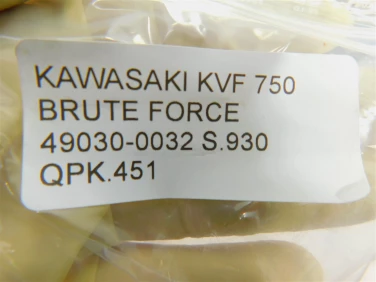 KAWASAKI KVF 750
BRUTE FORCE
49030-0032 S.930
QPK.451